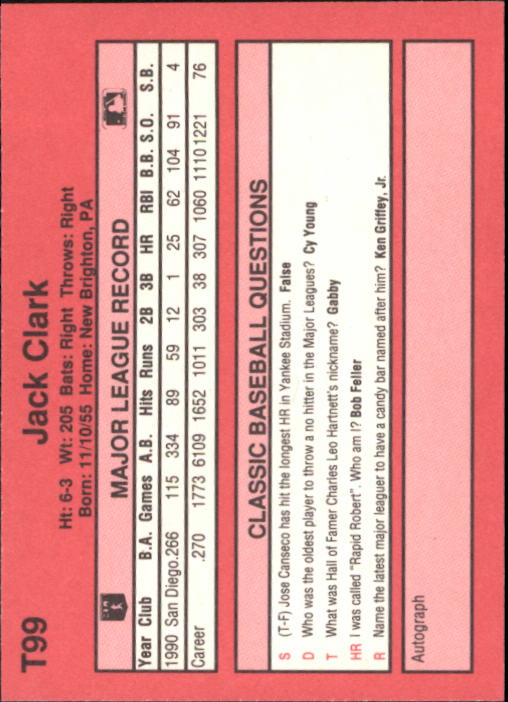 T99
Jack Clark
Ht: 6-3 Wt: 205 Bats: Right Throws: Right
Born: 11/10/55 Home: New Brighton, PA
MAJOR LEAGUE RECORD
Year Club B.A. Games A.B. Hits Runs 2B 3B HR RBI B.B. S.O. S.B.
1990 San Diego .266 115 334 89 59 12 1 25 62 104 91 4
Career .270 1773 6109 1652 1011 303 38 307 1060 1110 1221 76
CLASSIC BASEBALL QUESTIONS
S (T-F) Jose Canseco has hit the longest HR in Yankee Stadium. False
D Who was the oldest player to throw a no hitter in the Major Leagues? Cy Young
T What was Hall of Famer Charles Leo Hartnett's nickname? Gabby
HR I was called "Rapid Robert". Who am I? Bob Feller
R Name the latest major leaguer to have a candy bar named after him? Ken Griffey, Jr.
Autograph